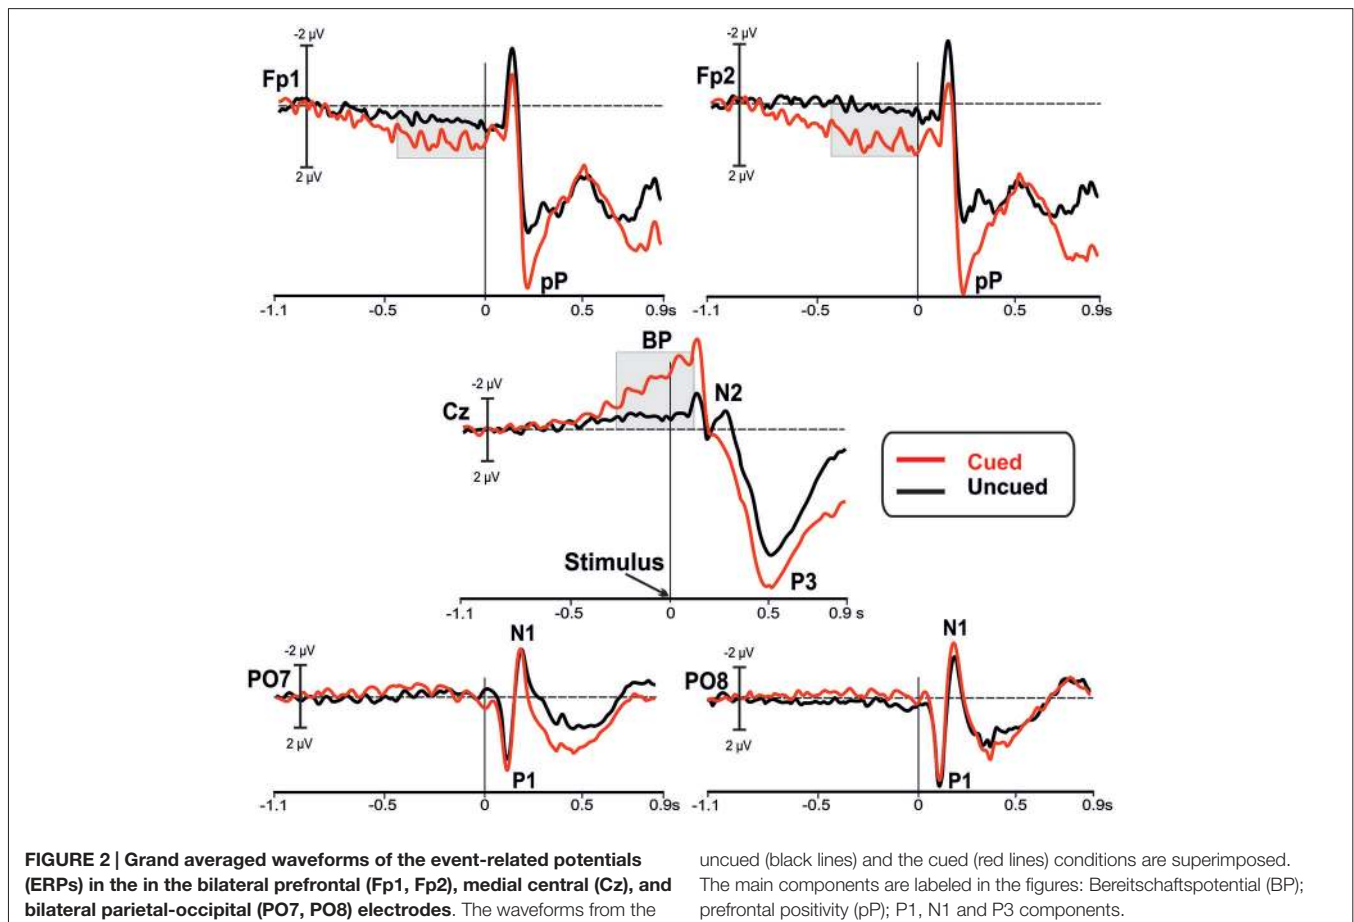 -2 µV
Fp1
2 µV
pP
-1.1 -0.5 0 0.5 0.9s
-2 µV
Fp2
2 µV
pP
-1.1 -0.5 0 0.5 0.9s
BP
-2 µV
N2
Cz
2 µV
Stimulus
P3
-1.1 -0.5 0 0.5 0.9 s
Cued
Uncued
N1
-2 µV
PO7
2 µV
P1
-1.1 -0.5 0 0.5 0.9s
N1
-2 µV
PO8
2 µV
P1
-1.1 -0.5 0 0.5 0.9s
FIGURE 2 | Grand averaged waveforms of the event-related potentials
(ERPs) in the in the bilateral prefrontal (Fp1, Fp2), medial central (Cz), and
bilateral parietal-occipital (PO7, PO8) electrodes. The waveforms from the
uncued (black lines) and the cued (red lines) conditions are superimposed.
The main components are labeled in the figures: Bereitschaftspotential (BP);
prefrontal positivity (pP); P1, N1 and P3 components.